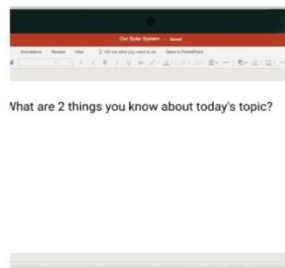 Our Solar System - Saved
Animations Review View Tell me what you want to do Open in PowerPoint
What are 2 things you know about today's topic?